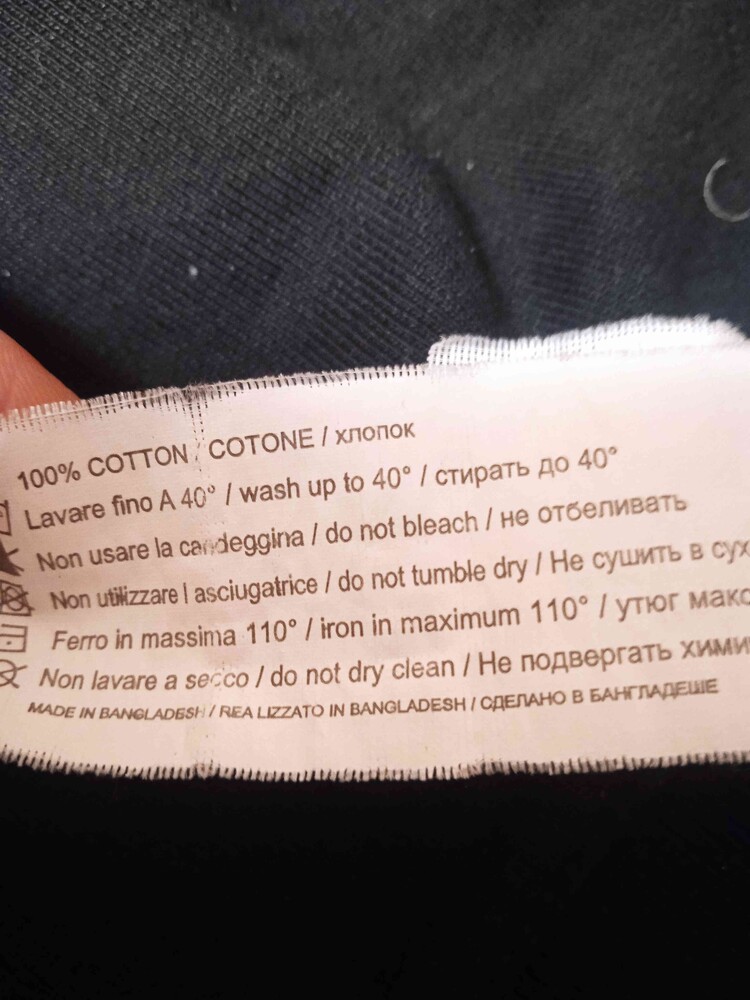 100% COTTON / COTONE / хлопок
Lavare fino A 40° / wash up to 40° / стирать до 40°
Non usare la candeggina / do not bleach / не отбеливать
Non utilizzare l asciugatrice / do not tumble dry / Не сушить в сух
Ferro in massima 110° / iron in maximum 110° / утюг макс
Non lavare a secco / do not dry clean / Не подвергать хими
MADE IN BANGLADESH / REA LIZZATO IN BANGLADESH / СДЕЛАНО В БАНГЛАДЕШЕ